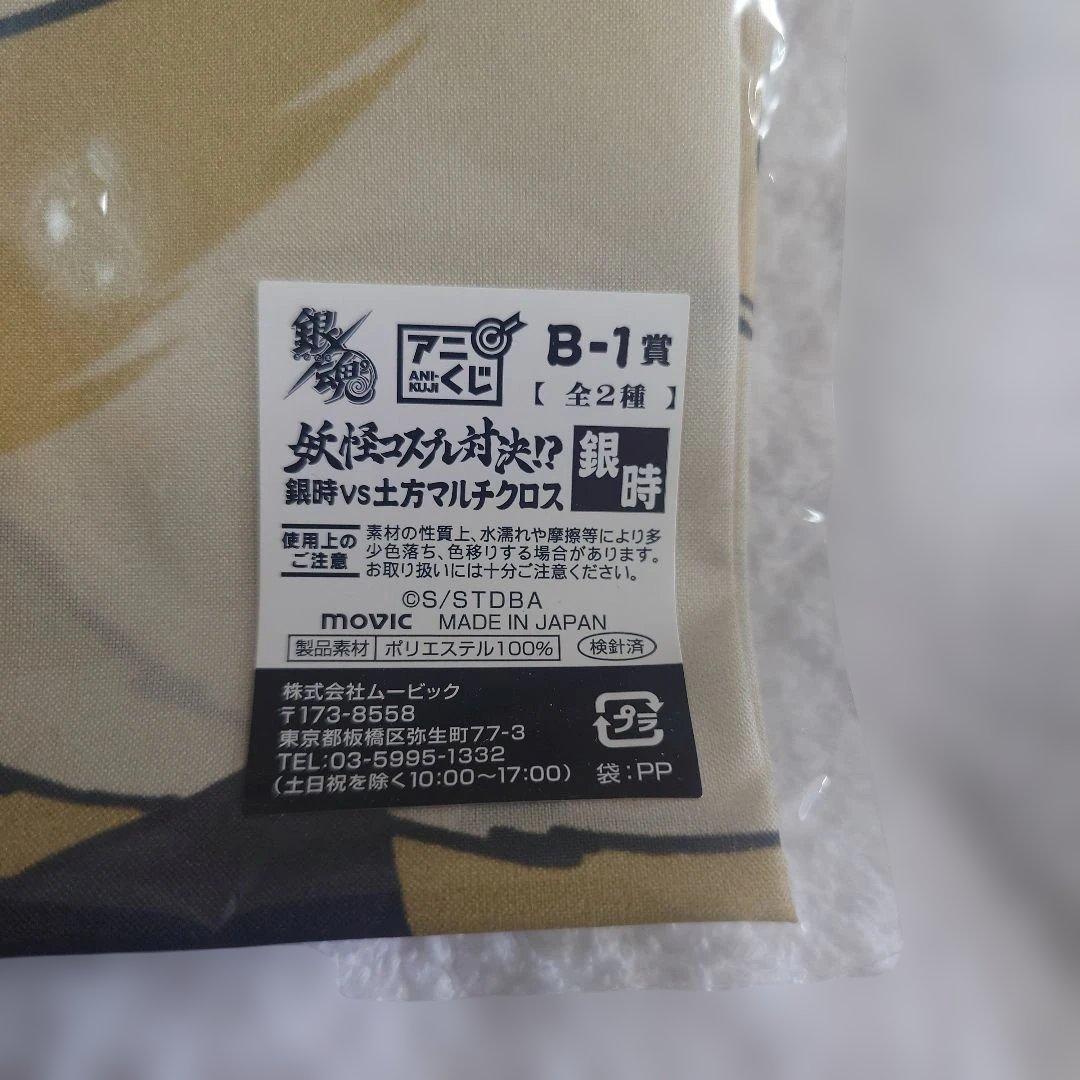 銀魂
アニくじ
ANI-KUJI
B-1賞
【 全2種 】
妖怪コスプレ対決!?
銀時vs土方マルチクロス
銀時
使用上の
ご注意
素材の性質上、水濡れや摩擦等により多
少色落ち、色移りする場合があります。
お取り扱いには十分ご注意ください。
©S/STDBA
movic MADE IN JAPAN
製品素材 ポリエステル100% 検針済
株式会社ムービック
〒173-8558
東京都板橋区弥生町77-3
TEL:03-5995-1332
(土日祝を除く10:00~17:00)
プラ
袋:PP